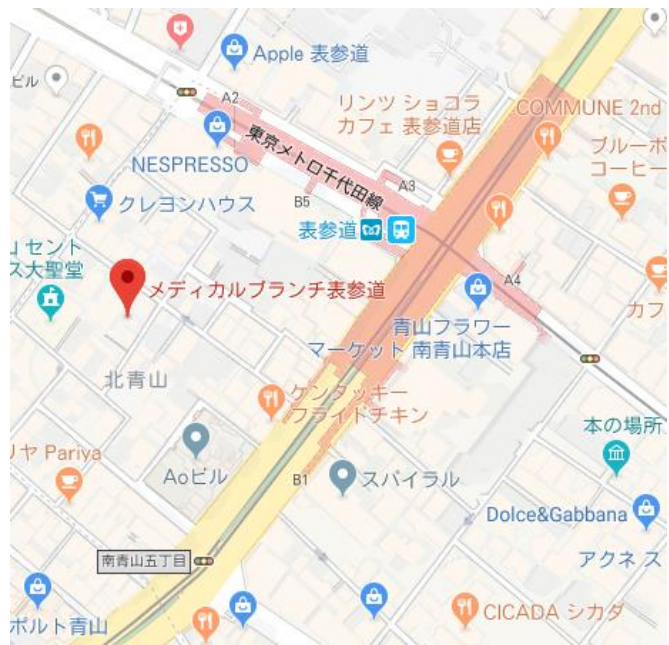 Apple 表参道
ビル
A2
リンツ ショコラ
カフェ 表参道店
COMMUNE 2nd
東京メトロ千代田線
NESPRESSO
ブルーボ
コーヒー
A3
B5
クレヨンハウス
表参道
セント
ス大聖堂
A4
メディカルブランチ表参道
カフ
青山フラワー
マーケット 南青山本店
北青山
ケンタッキー
フライドチキン
本の場所
リヤ Pariya
Aoビル
B1
スパイラル
Dolce&Gabbana
アクネ ス
南青山五丁目
ポルト青山
CICADA シカダ